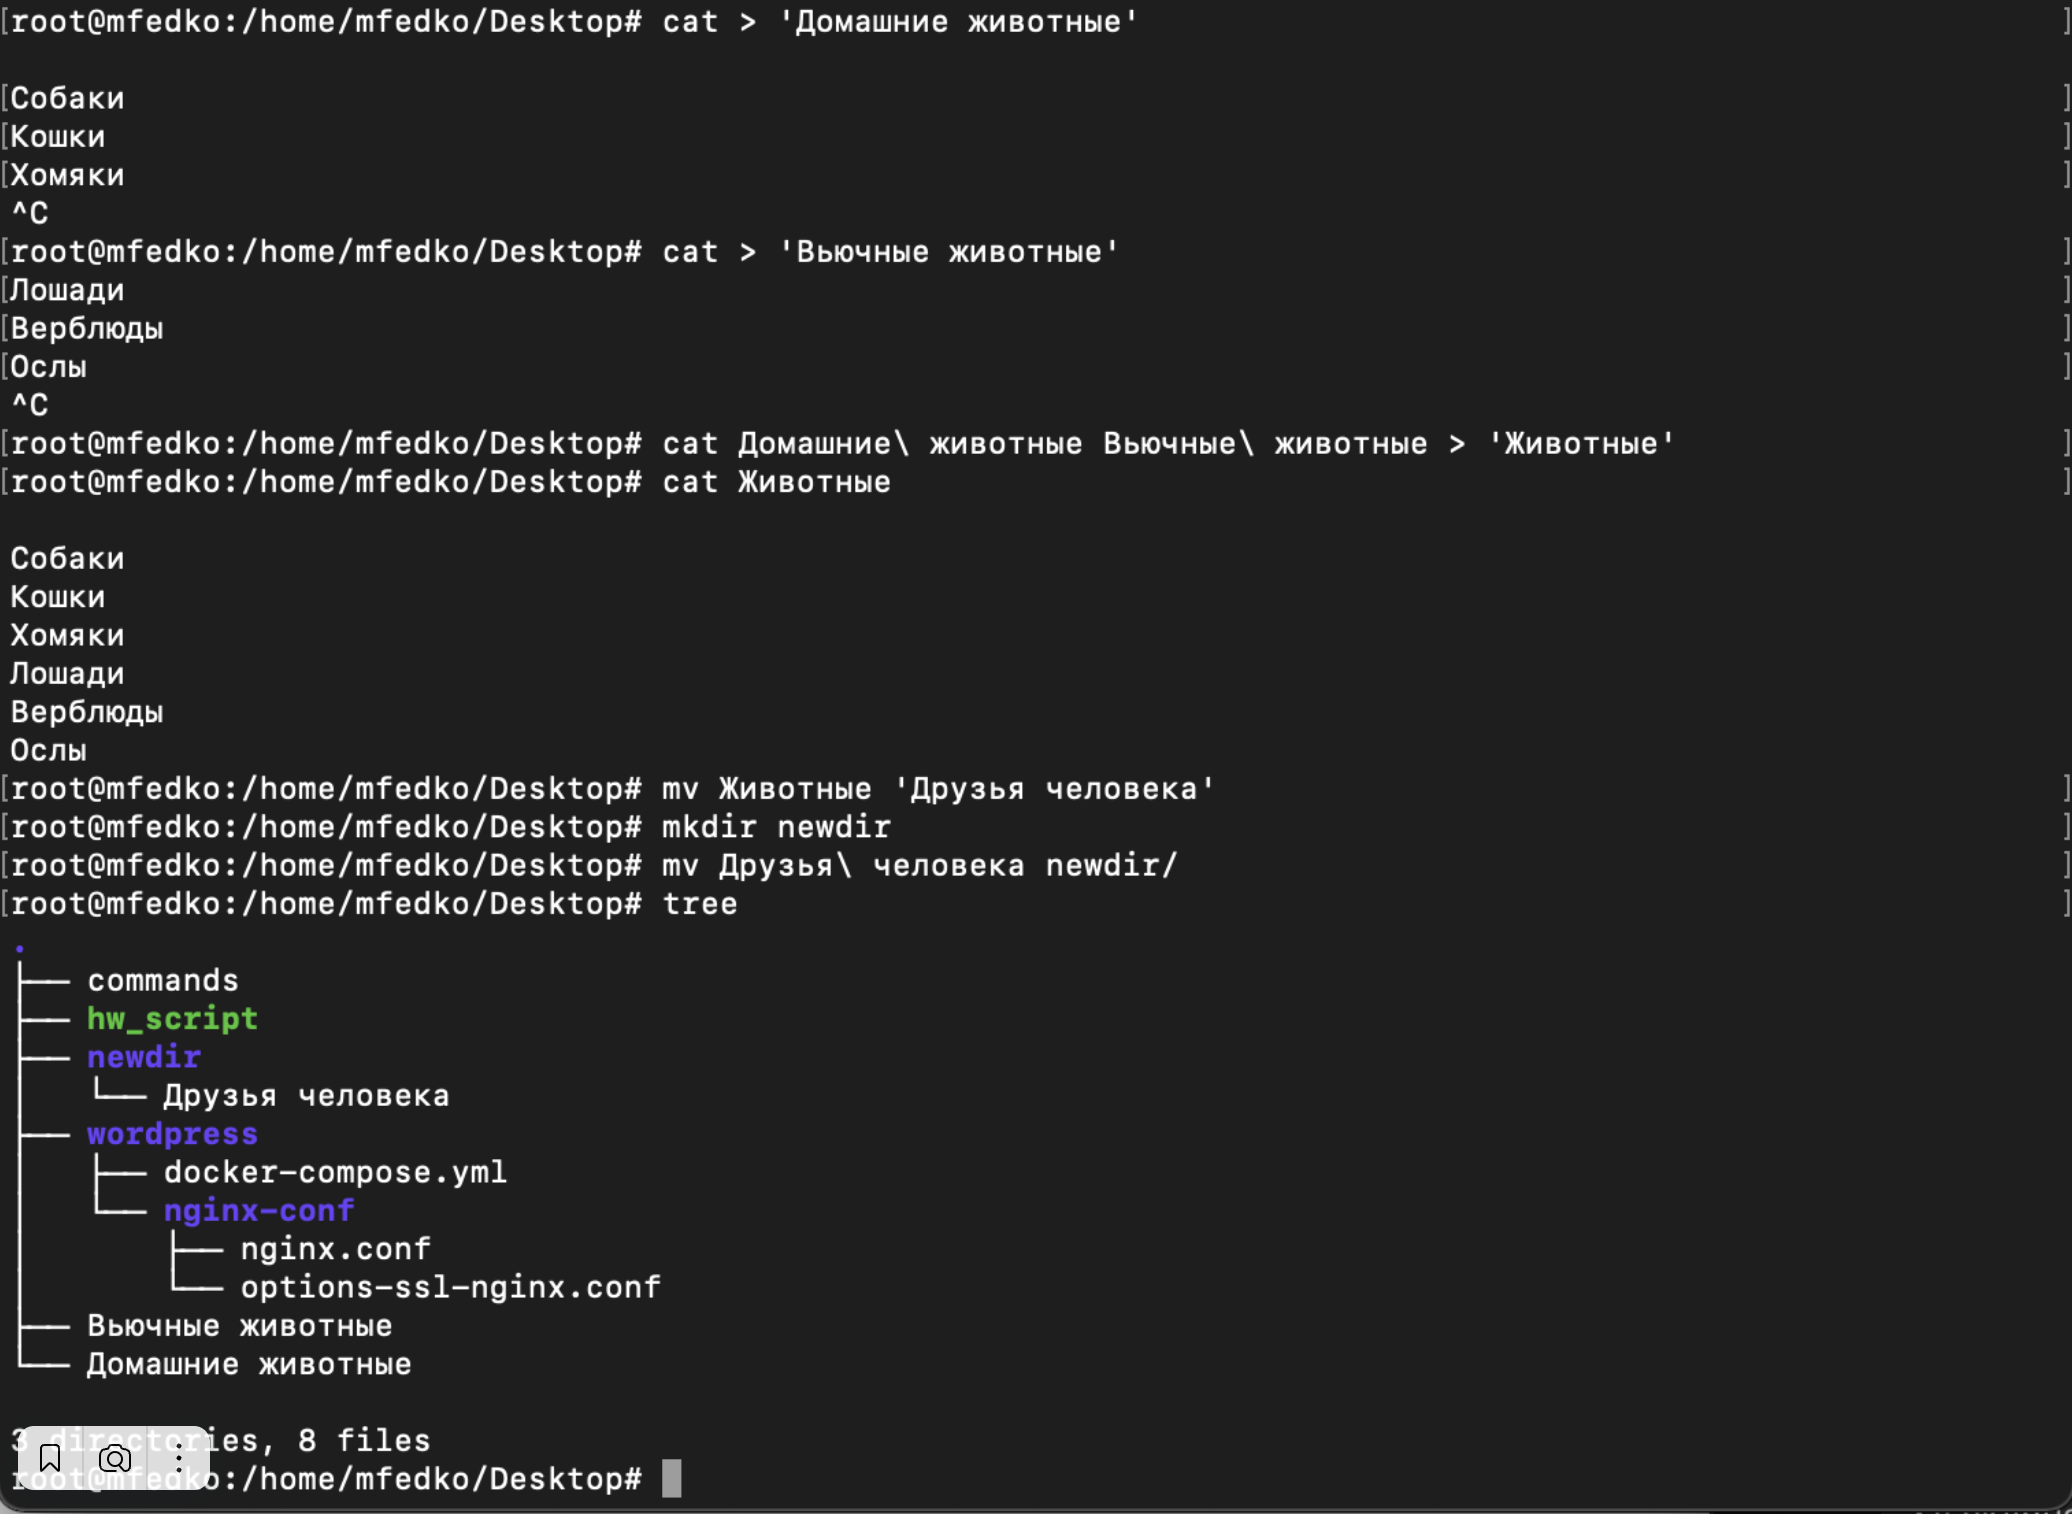 [root@mfedko:/home/mfedko/Desktop# cat > 'Домашние животные' ]
[Собаки ]
[Кошки ]
[Хомяки ]
^C
[root@mfedko:/home/mfedko/Desktop# cat > 'Вьючные животные' ]
[Лошади ]
[Верблюды ]
[Ослы ]
^C
[root@mfedko:/home/mfedko/Desktop# cat Домашние\ животные Вьючные\ животные > 'Животные' ]
[root@mfedko:/home/mfedko/Desktop# cat Животные ]
Собаки
Кошки
Хомяки
Лошади
Верблюды
Ослы
[root@mfedko:/home/mfedko/Desktop# mv Животные 'Друзья человека' ]
[root@mfedko:/home/mfedko/Desktop# mkdir newdir ]
[root@mfedko:/home/mfedko/Desktop# mv Друзья\ человека newdir/ ]
[root@mfedko:/home/mfedko/Desktop# tree ]
.
├── commands
├── hw_script
├── newdir
│   └── Друзья человека
├── wordpress
│   ├── docker-compose.yml
│   └── nginx-conf
│       ├── nginx.conf
│       └── options-ssl-nginx.conf
├── Вьючные животные
└── Домашние животные
3 directories, 8 files
root@mfedko:/home/mfedko/Desktop#